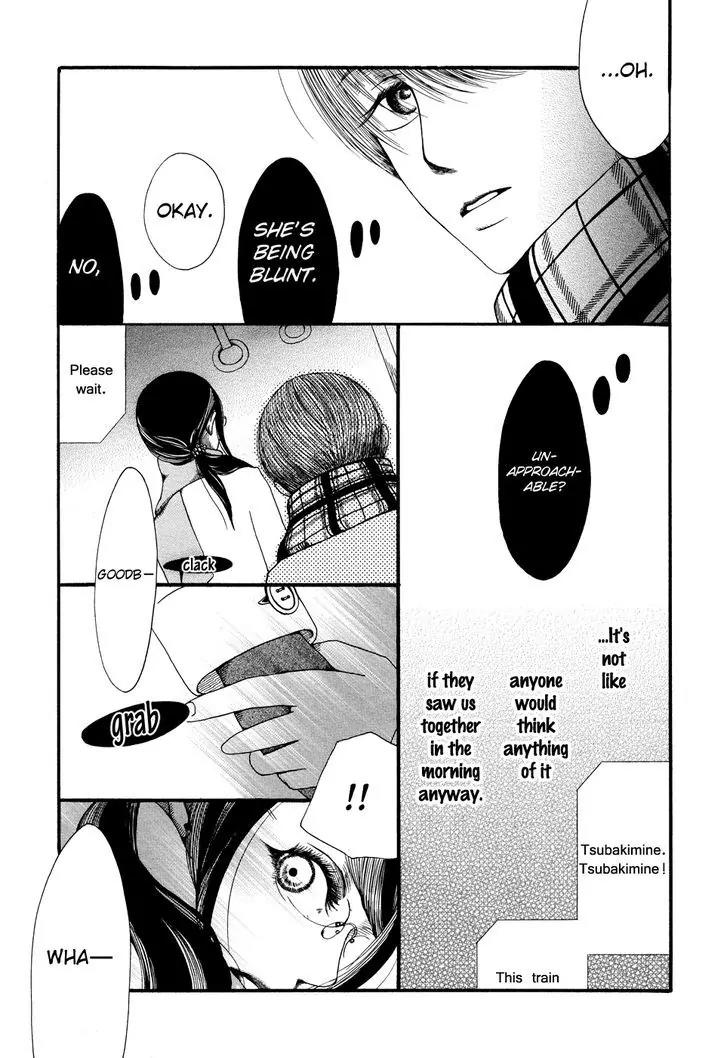 ...OH.
SHE'S
BEING
BLUNT.
OKAY.
NO,
UN-
APPROACH-
ABLE?
...It's
not
like
anyone
would
think
anything
of it
if they
saw us
together
in the
morning
anyway.
Tsubakimine.
Tsubakimine!
This train
Please
wait.
clack
GOODB—
grab
!!
WHA—